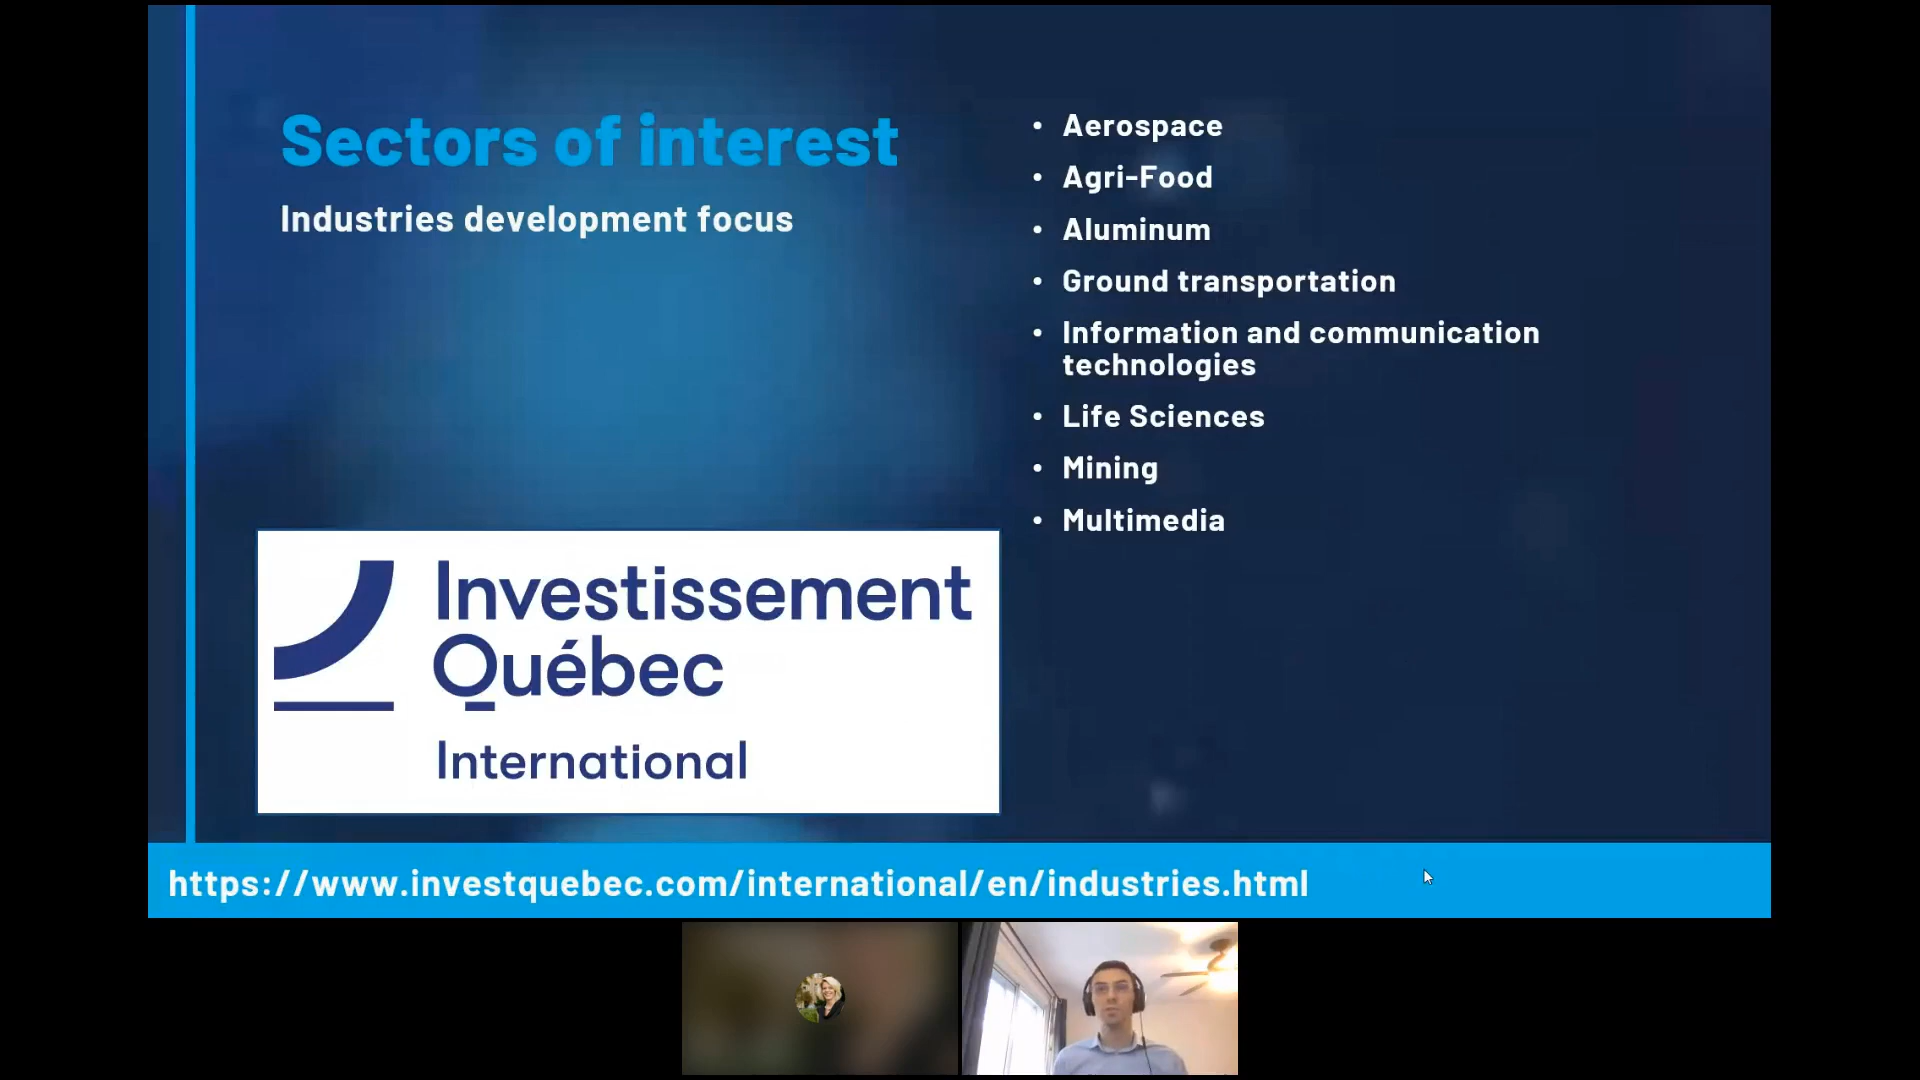 Sectors of interest
Industries development focus
• Aerospace
• Agri-Food
• Aluminum
• Ground transportation
• Information and communication
technologies
• Life Sciences
• Mining
• Multimedia
Investissement
Québec
International
https://www.investquebec.com/international/en/industries.html